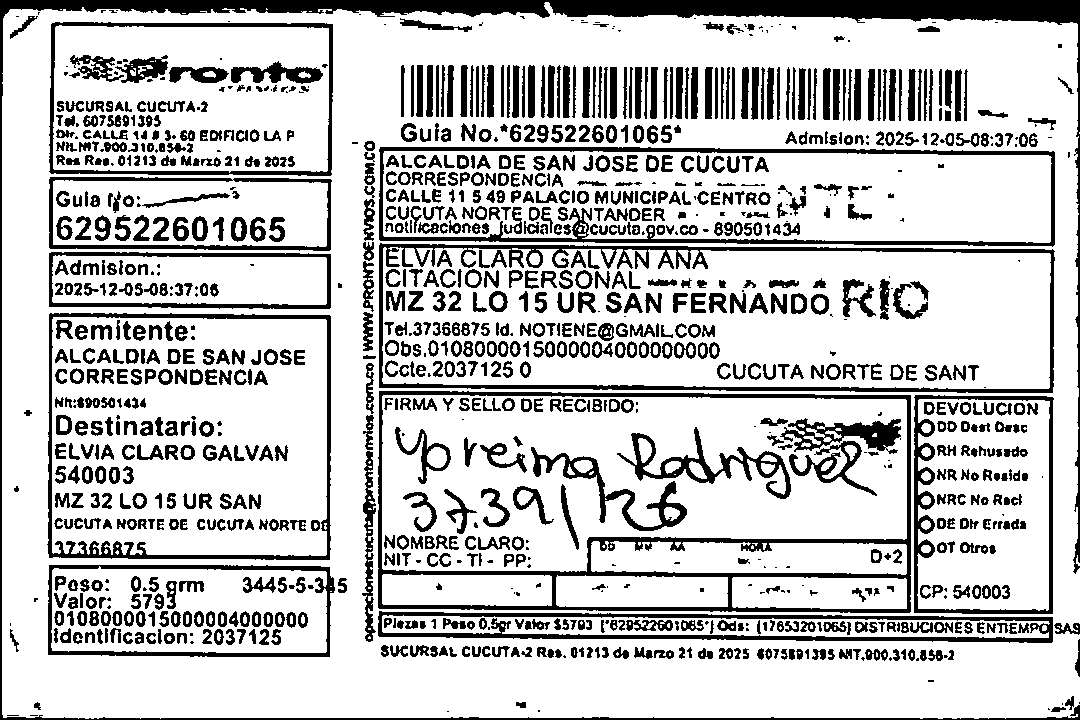 Pronto
ENVIOS
SUCURSAL CUCUTA-2
Tel. 6075891395
Dir. CALLE 14 # 3- 60 EDIFICIO LA P
Nit.NIT.900.310.856-2
Res Res. 01213 de Marzo 21 de 2025
Guia No:
629522601065
Admision.:
2025-12-05-08:37:06
Remitente:
ALCALDIA DE SAN JOSE
CORRESPONDENCIA
Nit:890501434
Destinatario:
ELVIA CLARO GALVAN
540003
MZ 32 LO 15 UR SAN
CUCUTA NORTE DE CUCUTA NORTE DE
37366875
Peso: 0.5 grm 3445-5-345
Valor: 5793
0108000015000004000000
Identificacion: 2037125
operacionescucuta@prontoenvios.com.co | WWW.PRONTOENVIOS.COM.CO
Guia No.*629522601065*
Admision: 2025-12-05-08:37:06
ALCALDIA DE SAN JOSE DE CUCUTA
CORRESPONDENCIA
CALLE 11 5 49 PALACIO MUNICIPAL CENTRO
CUCUTA NORTE DE SANTANDER
notificaciones_judiciales@cucuta.gov.co - 890501434
ELVIA CLARO GALVAN ANA
CITACION PERSONAL
MZ 32 LO 15 UR SAN FERNANDO RIO
Tel.37366875 Id. NOTIENE@GMAIL.COM
Obs.0108000015000004000000000
Ccte.2037125 0 CUCUTA NORTE DE SANT
FIRMA Y SELLO DE RECIBIDO:
Yoreima Rodriguez
37.391126
NOMBRE CLARO:
NIT - CC - TI - PP:
DD MM AA HORA
D+2
DEVOLUCION
DD Dest Desc
RH Rehusado
NR No Reside
NRC No Recl
DE Dir Errada
OT Otros
CP: 540003
Piezas 1 Peso 0,5gr Valor $5793 (*629522601065*) Ods: (17653201065) DISTRIBUCIONES ENTIEMPO SAS
SUCURSAL CUCUTA-2 Res. 01213 de Marzo 21 de 2025 6075891395 NIT.900.310.856-2